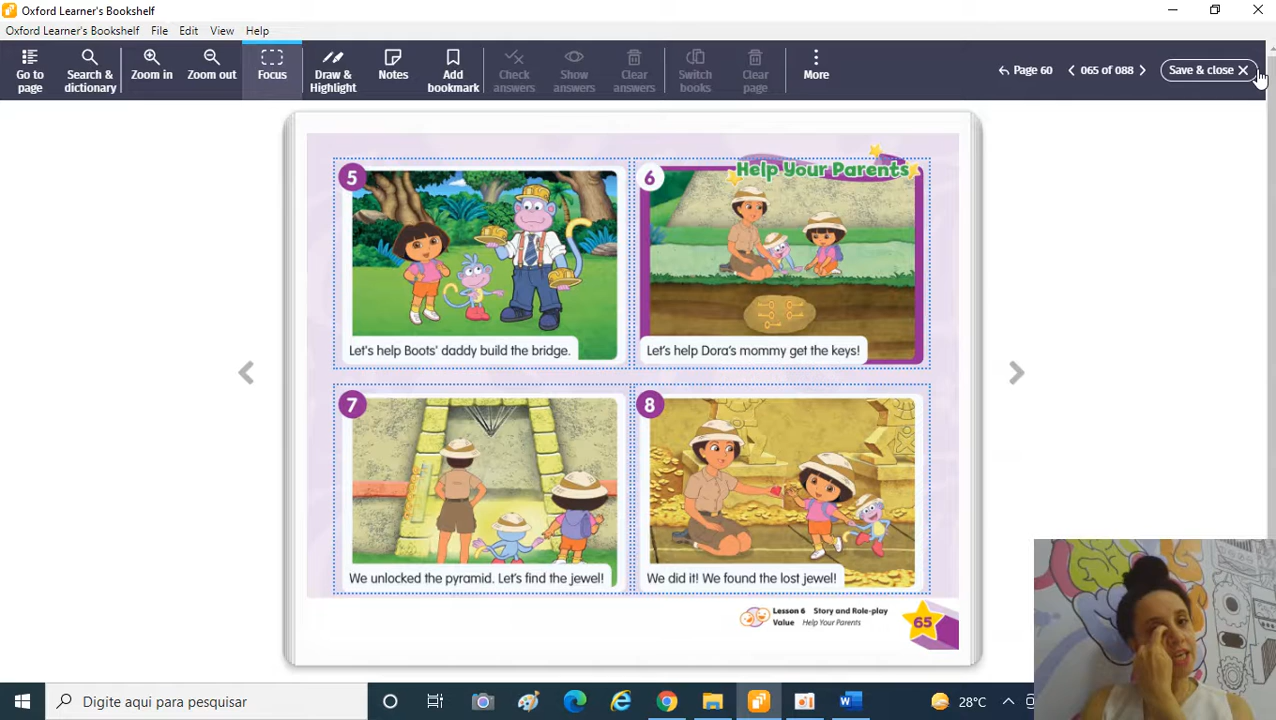 Oxford Learner's Bookshelf
Oxford Learner's Bookshelf File Edit View Help
Go to page
Search & dictionary
Zoom in
Zoom out
Focus
Draw & Highlight
Notes
Add bookmark
Check answers
Show answers
Clear answers
Switch books
Clear page
More
Page 60
065 of 088
Save & close
5
6
Help Your Parents
Let's help Boots' daddy build the bridge.
Let's help Dora's mommy get the keys!
7
8
We unlocked the pyramid. Let's find the jewel!
We did it! We found the lost jewel!
Lesson 6 Story and Role-play
Value Help Your Parents
65
Digite aqui para pesquisar
28°C